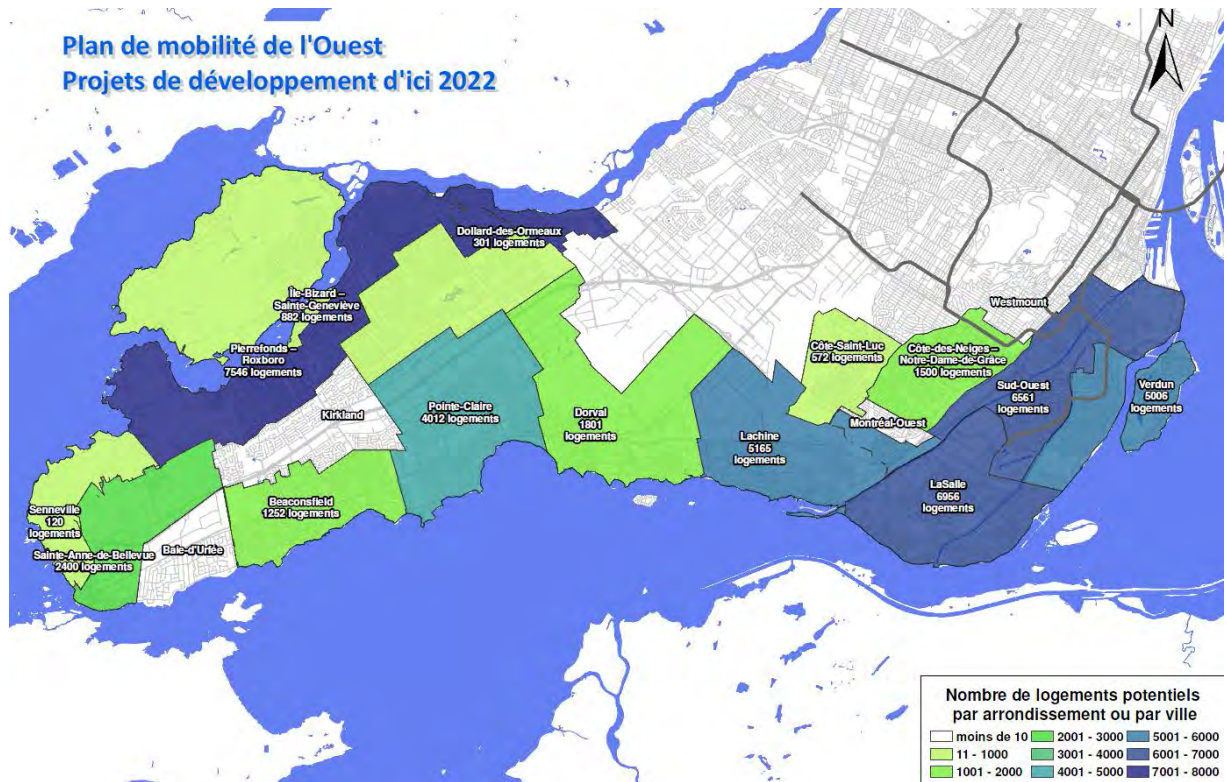 Plan de mobilité de l'Ouest
Projets de développement d'ici 2022
N
Dollard-des-Ormeaux
301 logements
Île-Bizard –
Sainte-Geneviève
882 logements
Pierrefonds –
Roxboro
7546 logements
Kirkland
Pointe-Claire
4012 logements
Dorval
1801
logements
Westmount
Côte-Saint-Luc
572 logements
Côte-des-Neiges –
Notre-Dame-de-Grâce
1500 logements
Montréal-Ouest
Sud-Ouest
6561
logements
Verdun
5006
logements
Lachine
5165
logements
LaSalle
6956
logements
Beaconsfield
1252 logements
Senneville
120
logements
Sainte-Anne-de-Bellevue
2400 logements
Baie-d'Urfée
Nombre de logements potentiels
par arrondissement ou par ville
moins de 10
2001 - 3000
5001 - 6000
11 - 1000
3001 - 4000
6001 - 7000
1001 - 2000
4001 - 5000
7001 - 8000